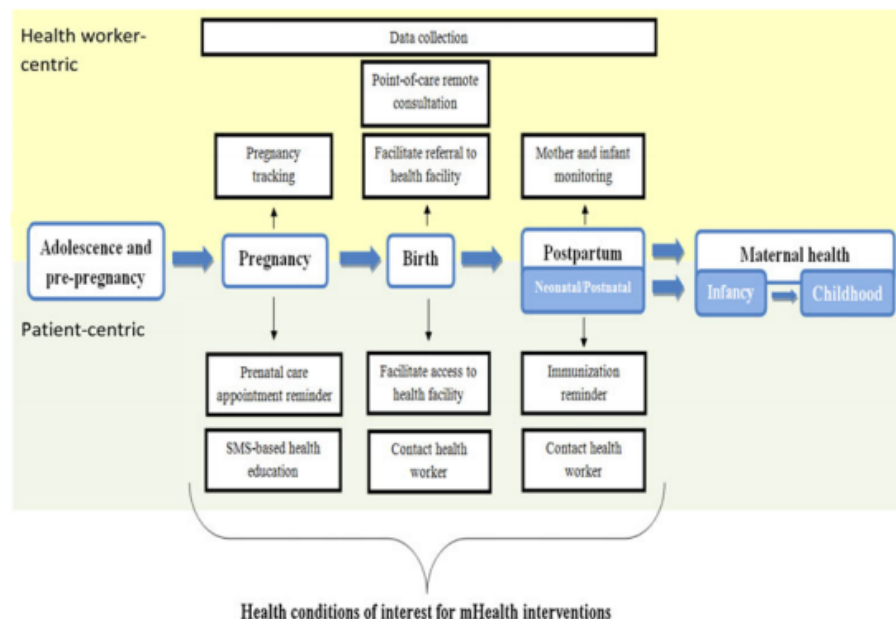 Health worker-
centric
Data collection
Point-of-care remote
consultation
Pregnancy
tracking
Facilitate referral to
health facility
Mother and infant
monitoring
Adolescence and
pre-pregnancy
Pregnancy
Birth
Postpartum
Neonatal/Postnatal
Maternal health
Infancy
Childhood
Patient-centric
Prenatal care
appointment reminder
Facilitate access to
health facility
Immunization
reminder
SMS-based health
education
Contact health
worker
Contact health
worker
Health conditions of interest for mHealth interventions